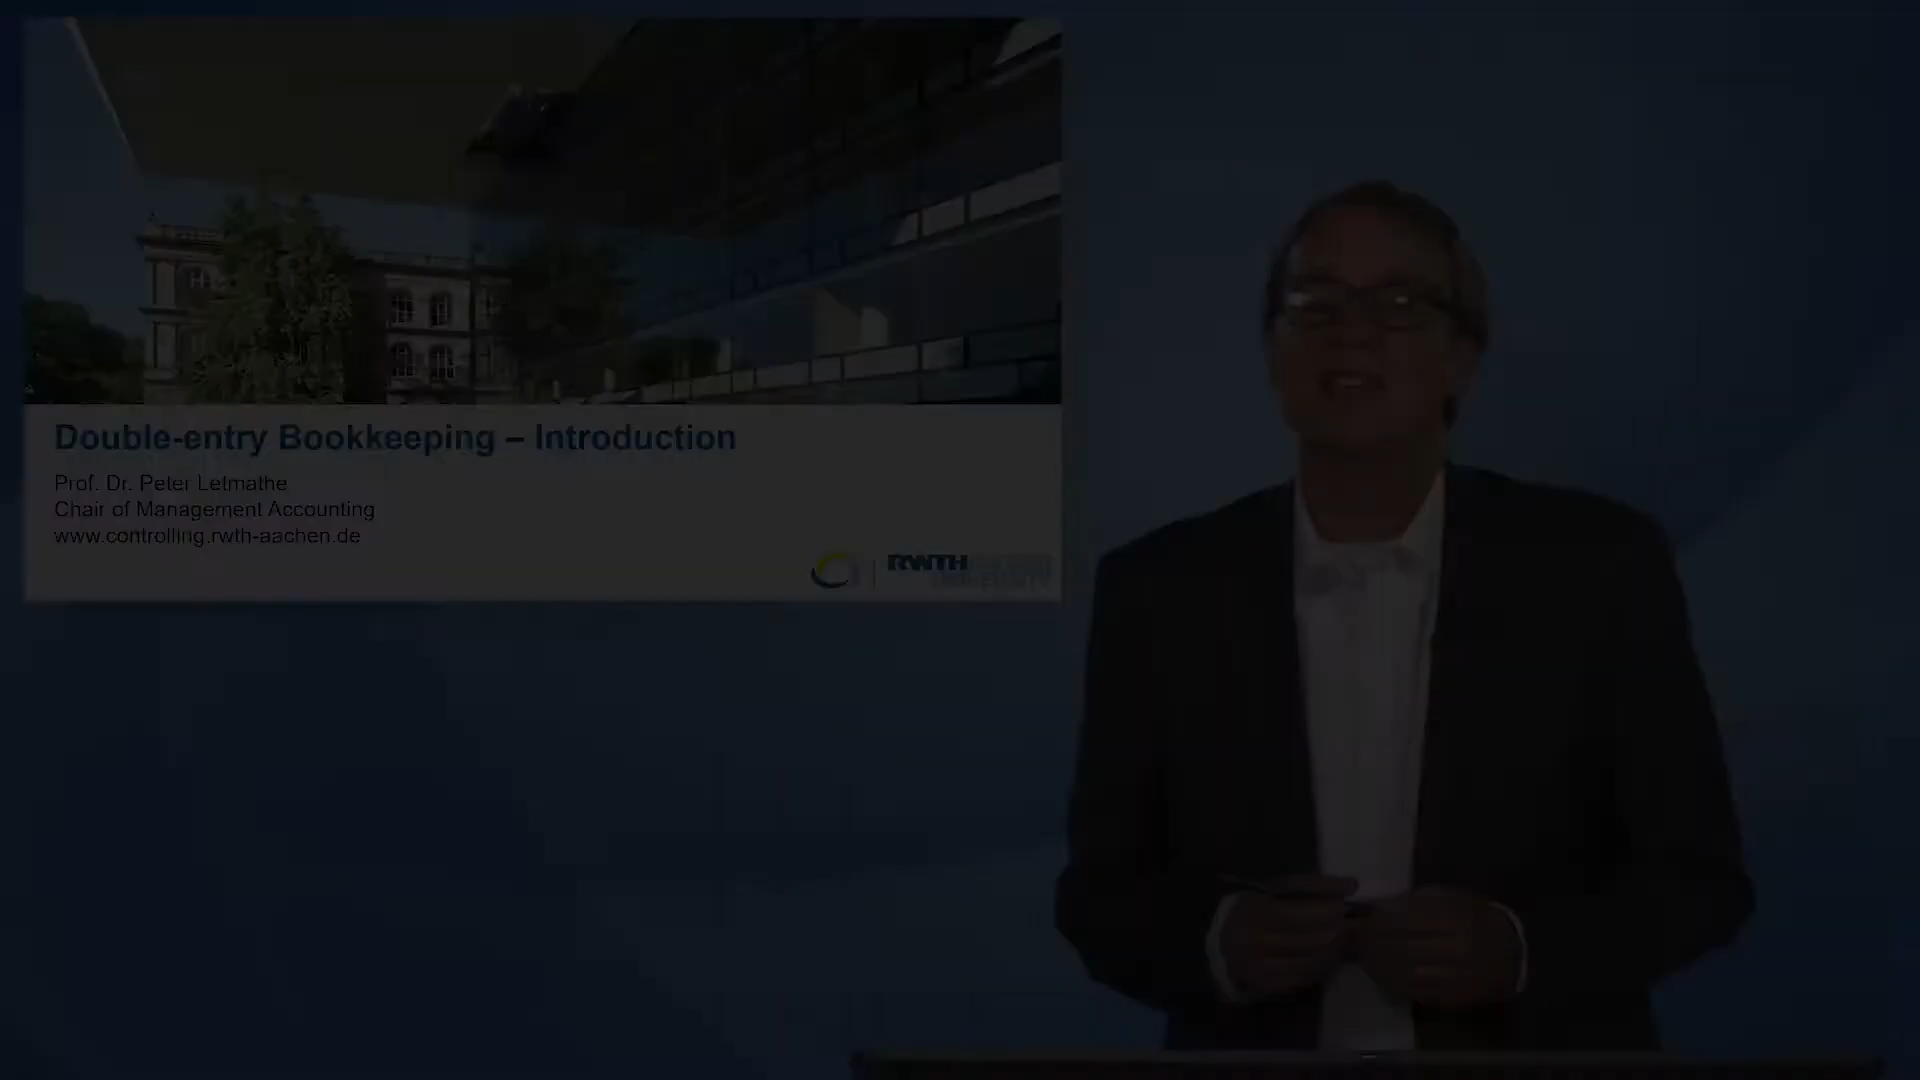 Double-entry Bookkeeping – Introduction
Prof. Dr. Peter Letmathe
Chair of Management Accounting
www.controlling.rwth-aachen.de
RWTH